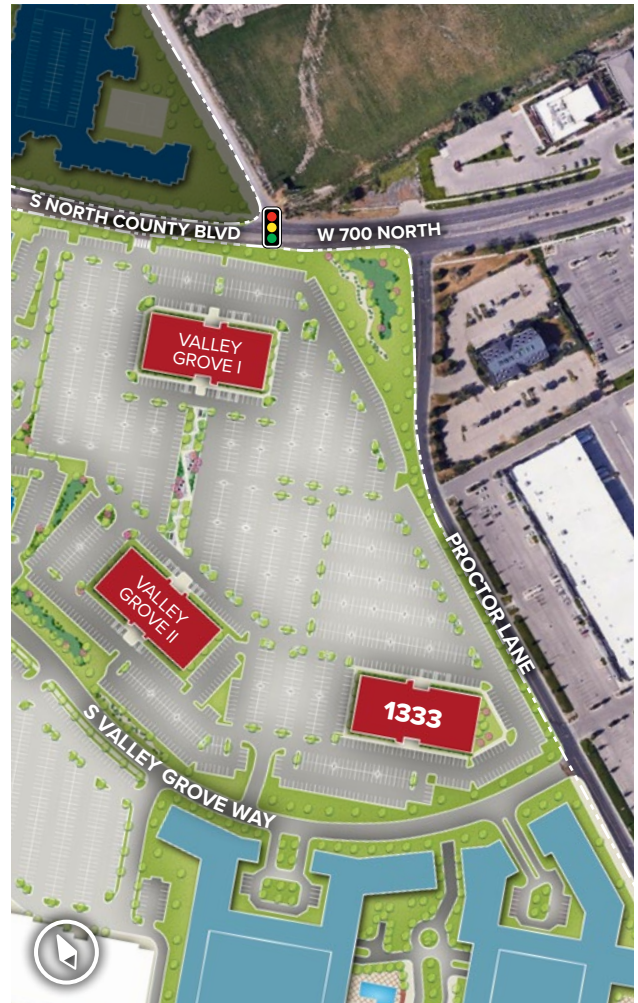 S NORTH COUNTY BLVD
W 700 NORTH
VALLEY
GROVE I
PROCTOR LANE
VALLEY
GROVE II
1333
S VALLEY GROVE WAY